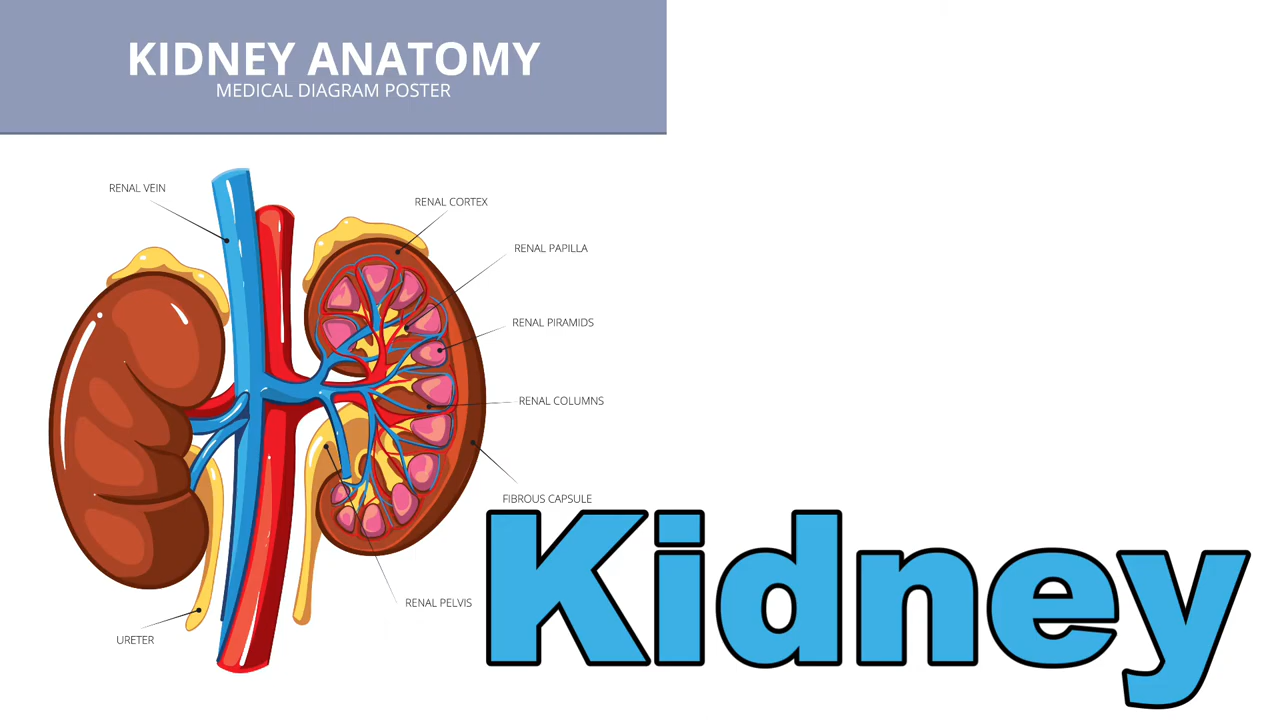 KIDNEY ANATOMY
MEDICAL DIAGRAM POSTER
RENAL VEIN
RENAL CORTEX
RENAL PAPILLA
RENAL PIRAMIDS
RENAL COLUMNS
FIBROUS CAPSULE
Kidney
RENAL PELVIS
URETER